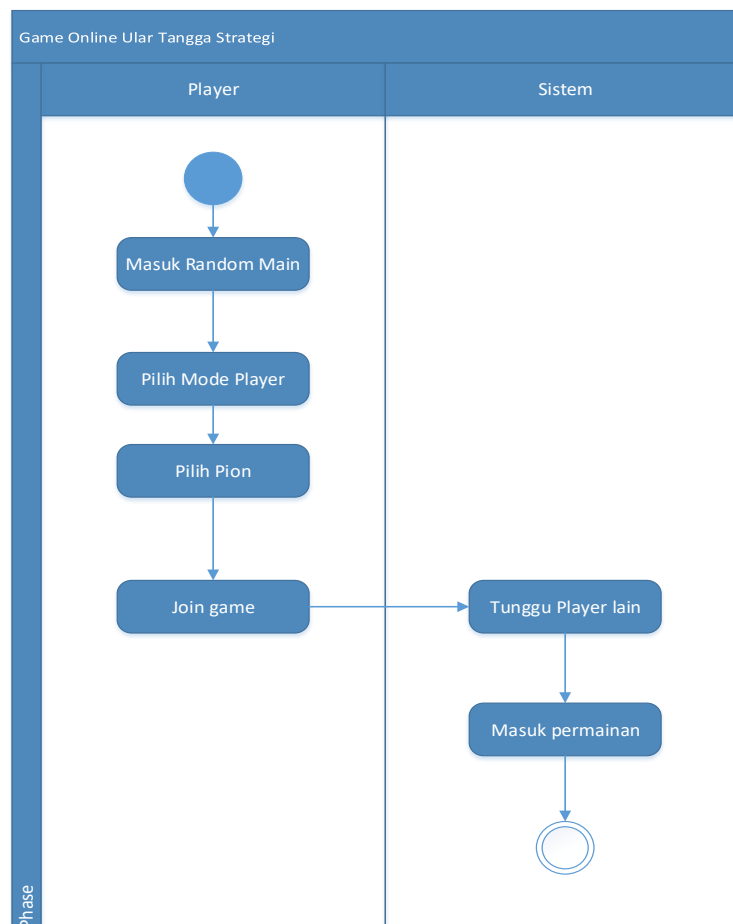 Game Online Ular Tangga Strategi
Player
Sistem
Masuk Random Main
Pilih Mode Player
Pilih Pion
Join game
Tunggu Player lain
Masuk permainan
Phase